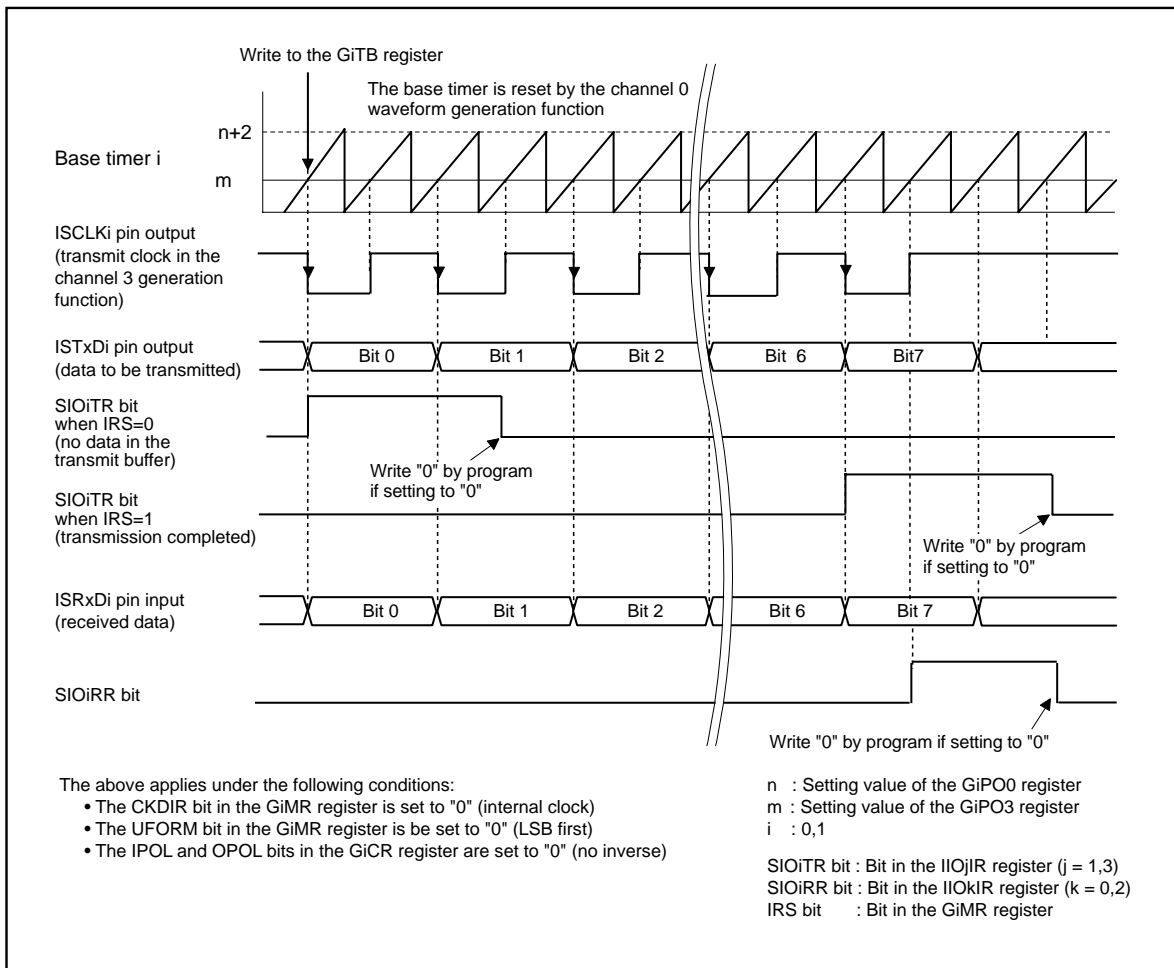 Write to the GiTB register
The base timer is reset by the channel 0
waveform generation function
n+2
Base timer i
m
ISCLKi pin output
(transmit clock in the
channel 3 generation
function)
ISTxDi pin output
(data to be transmitted)
Bit 0
Bit 1
Bit 2
Bit 6
Bit7
SIOiTR bit
when IRS=0
(no data in the
transmit buffer)
Write "0" by program
if setting to "0"
SIOiTR bit
when IRS=1
(transmission completed)
Write "0" by program
if setting to "0"
ISRxDi pin input
(received data)
Bit 0
Bit 1
Bit 2
Bit 6
Bit 7
SIOiRR bit
Write "0" by program if setting to "0"
The above applies under the following conditions:
• The CKDIR bit in the GiMR register is set to "0" (internal clock)
• The UFORM bit in the GiMR register is be set to "0" (LSB first)
• The IPOL and OPOL bits in the GiCR register are set to "0" (no inverse)
n : Setting value of the GiPO0 register
m : Setting value of the GiPO3 register
i : 0,1
SIOiTR bit : Bit in the IIOjIR register (j = 1,3)
SIOiRR bit : Bit in the IIOkIR register (k = 0,2)
IRS bit : Bit in the GiMR register